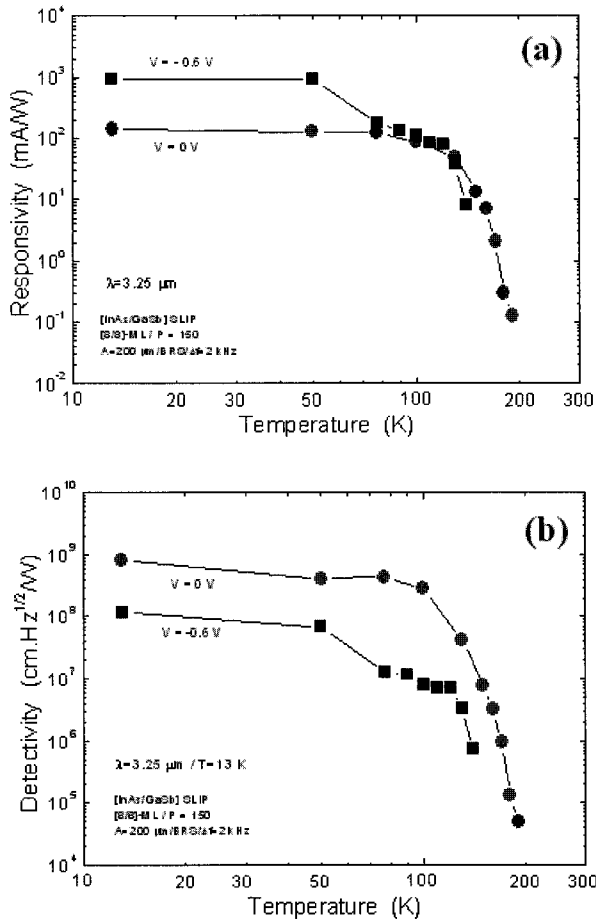 (a)
10⁴
10³
10²
10¹
10⁰
10⁻¹
10⁻²
Responsivity (mA/W)
V = - 0.6 V
V = 0 V
λ=3.25 µm
[InAs/GaSb] SLIP
[8/8]-ML / P = 150
A=200 µm/BRG/Δf=2 kHz
10 20 30 50 100 200 300
Temperature (K)
(b)
10¹⁰
10⁹
10⁸
10⁷
10⁶
10⁵
10⁴
Detectivity (cm.Hz¹/²/W)
V = 0 V
V = -0.6 V
λ=3.25 µm / T=13 K
[InAs/GaSb] SLIP
[8/8]-ML / P = 150
A=200 µm/BRG/Δf=2 kHz
10 20 30 50 100 200 300
Temperature (K)